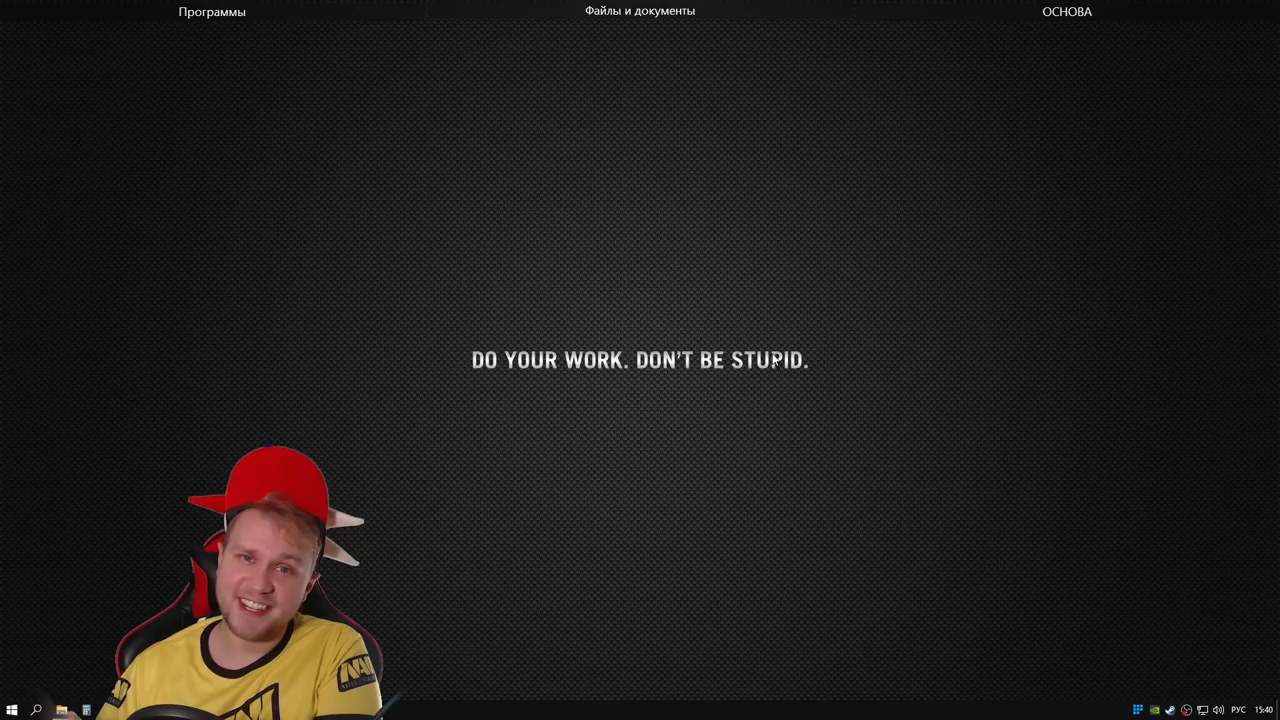 Программы
Файлы и документы
ОСНОВА
DO YOUR WORK. DON'T BE STUPID.
РУС
15:40